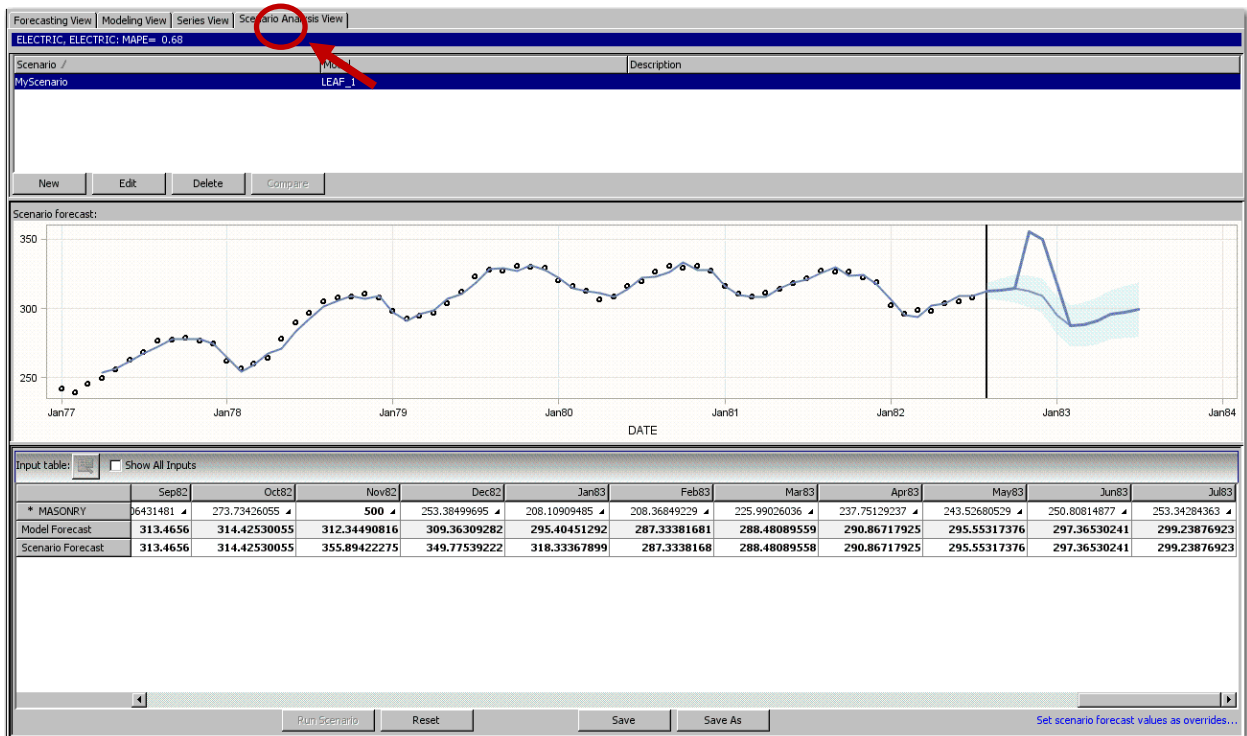 Forecasting View Modeling View Series View Scenario Analysis View
ELECTRIC, ELECTRIC: MAPE= 0.68
Scenario / Model Description
MyScenario LEAF_1
New Edit Delete Compare
Scenario forecast:
350
300
250
Jan77 Jan78 Jan79 Jan80 Jan81 Jan82 Jan83 Jan84
DATE
Input table: Show All Inputs
Sep82 Oct82 Nov82 Dec82 Jan83 Feb83 Mar83 Apr83 May83 Jun83 Jul83
* MASONRY 06431481 273.73426055 500 253.38499695 208.10909485 208.36849229 225.99026036 237.75129237 243.52680529 250.80814877 253.34284363
Model Forecast 313.4656 314.42530055 312.34490816 309.36309282 295.40451292 287.33381681 288.48089559 290.86717925 295.55317376 297.36530241 299.23876923
Scenario Forecast 313.4656 314.42530055 355.89422275 349.77539222 318.33367899 287.3338168 288.48089558 290.86717925 295.55317376 297.36530241 299.23876923
Run Scenario Reset Save Save As Set scenario forecast values as overrides...